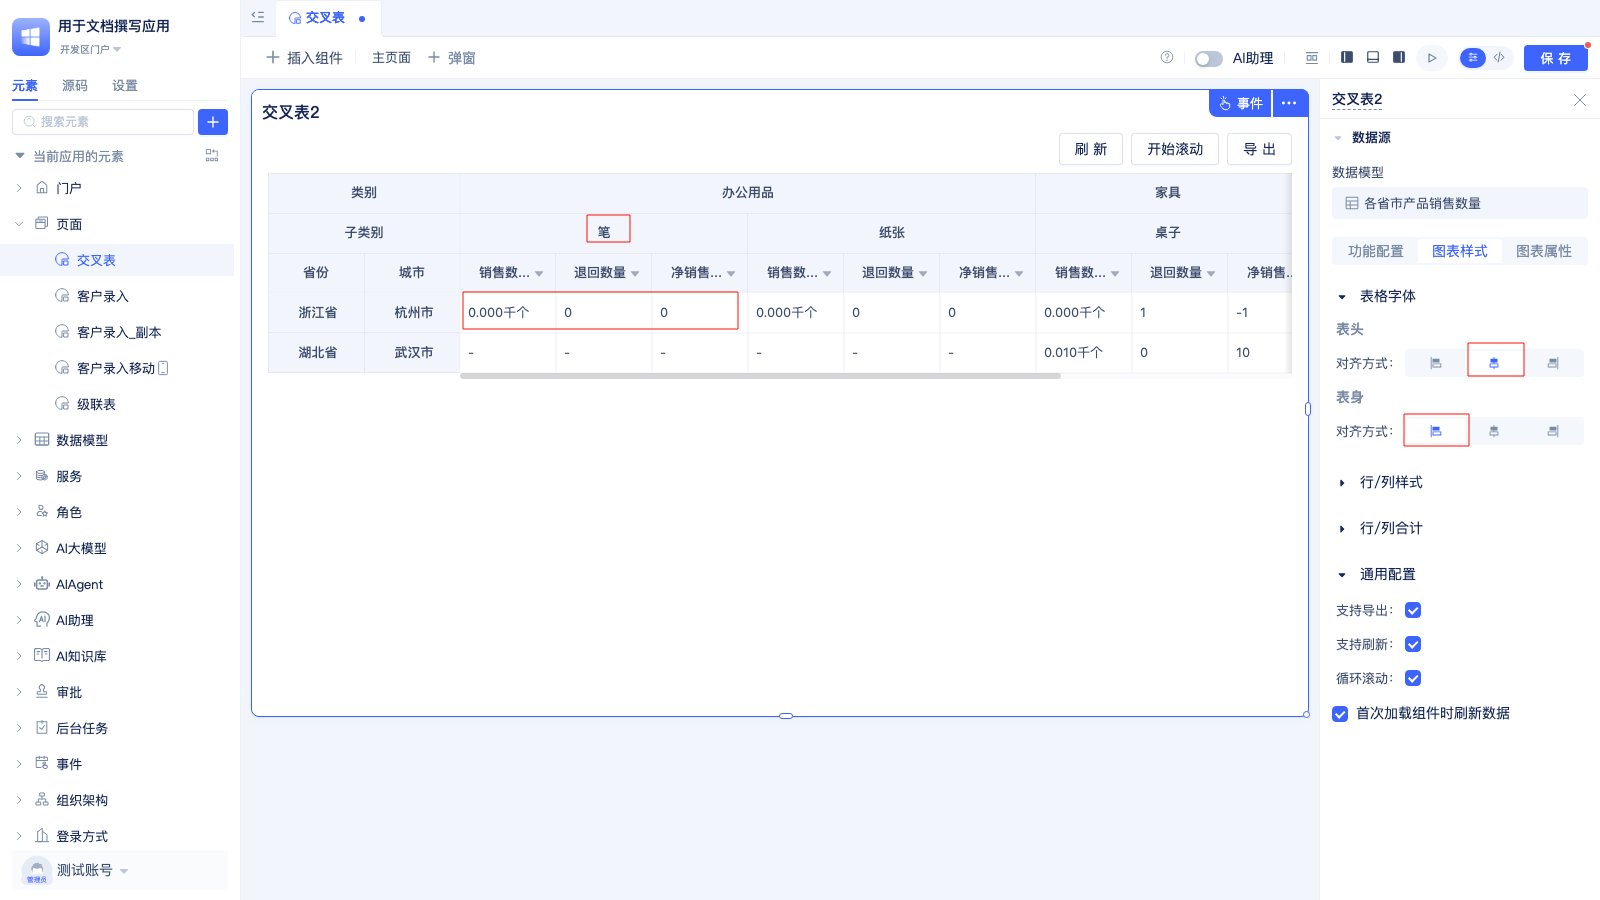 用于文档撰写应用
开发区门户
元素 源码 设置
搜索元素
当前应用的元素
门户
页面
交叉表
客户录入
客户录入_副本
客户录入移动
级联表
数据模型
服务
角色
AI大模型
AIAgent
AI助理
AI知识库
审批
后台任务
事件
组织架构
登录方式
测试账号
管理员
交叉表
插入组件 主页面 弹窗
AI助理
保 存
交叉表2
事件
刷 新 开始滚动 导 出
类别 办公用品 家具
子类别 笔 纸张 桌子
省份 城市 销售数... 退回数量 净销售... 销售数... 退回数量 净销售... 销售数... 退回数量 净销售..
浙江省 杭州市 0.000千个 0 0 0.000千个 0 0 0.000千个 1 -1
湖北省 武汉市 - - - - - - 0.010千个 0 10
交叉表2
数据源
数据模型
各省市产品销售数量
功能配置 图表样式 图表属性
表格字体
表头
对齐方式:
表身
对齐方式:
行/列样式
行/列合计
通用配置
支持导出:
支持刷新:
循环滚动:
首次加载组件时刷新数据